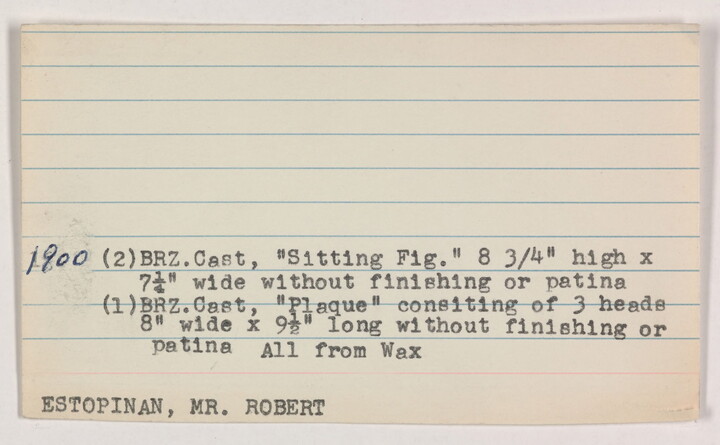 1900 (2)BRZ.Cast, "Sitting Fig." 8 3/4" high x
7¼" wide without finishing or patina
(1)BRZ.Cast, "Plaque" consiting of 3 heads
8" wide x 9½" long without finishing or
patina All from Wax
ESTOPINAN, MR. ROBERT